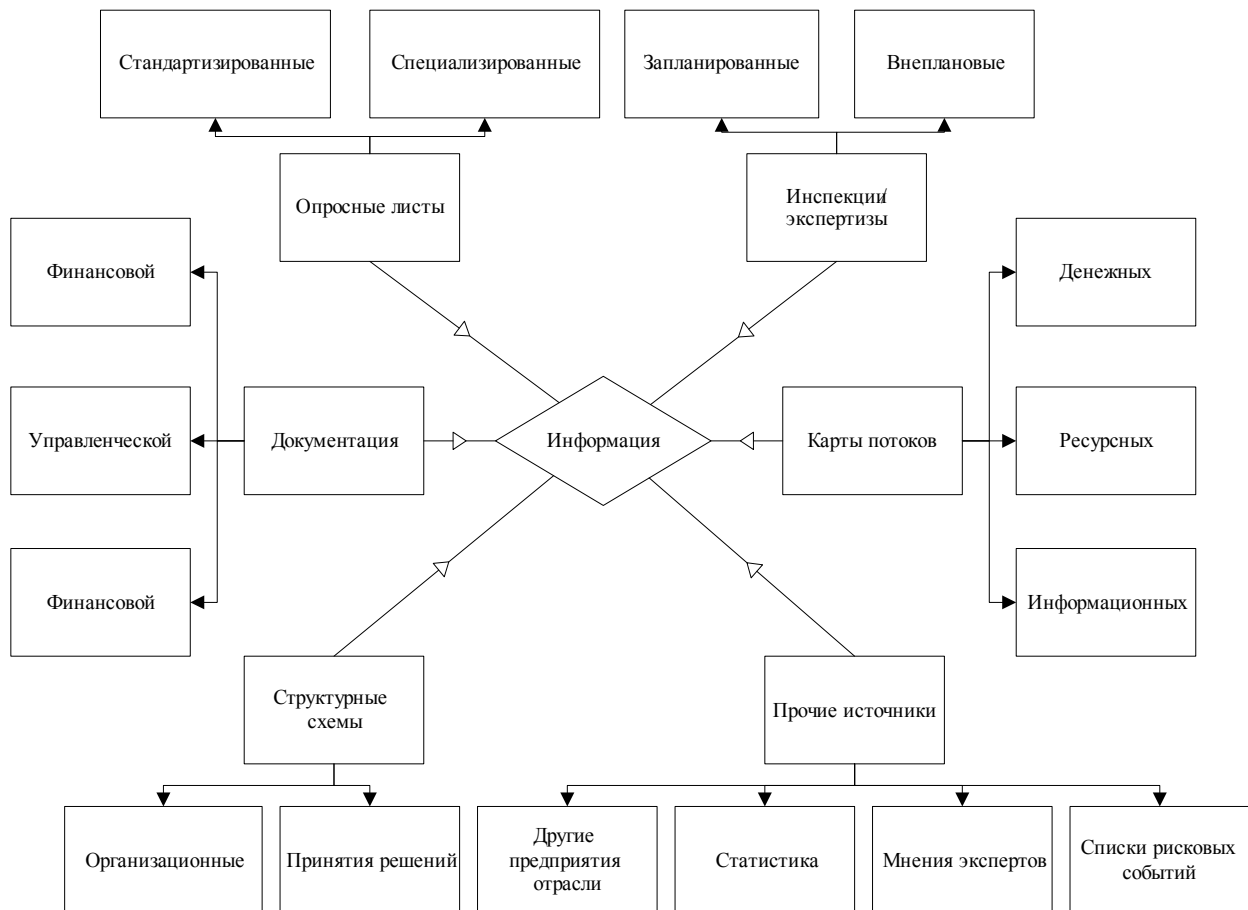 Стандартизированные
Специализированные
Запланированные
Внеплановые
Опросные листы
Инспекции/
экспертизы
Финансовой
Денежных
Управленческой
Документация
Информация
Карты потоков
Ресурсных
Финансовой
Информационных
Структурные
схемы
Прочие источники
Организационные
Принятия решений
Другие
предприятия
отрасли
Статистика
Мнения экспертов
Списки рисковых
событий